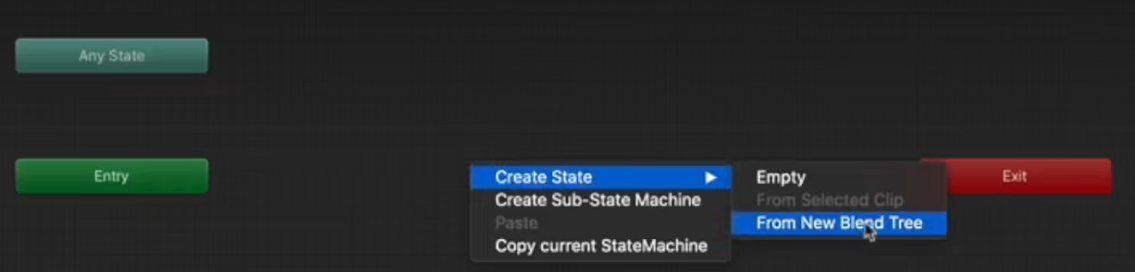 Any State
Entry
Create State
Create Sub-State Machine
Paste
Copy current StateMachine
Empty
From Selected Clip
From New Blend Tree
Exit